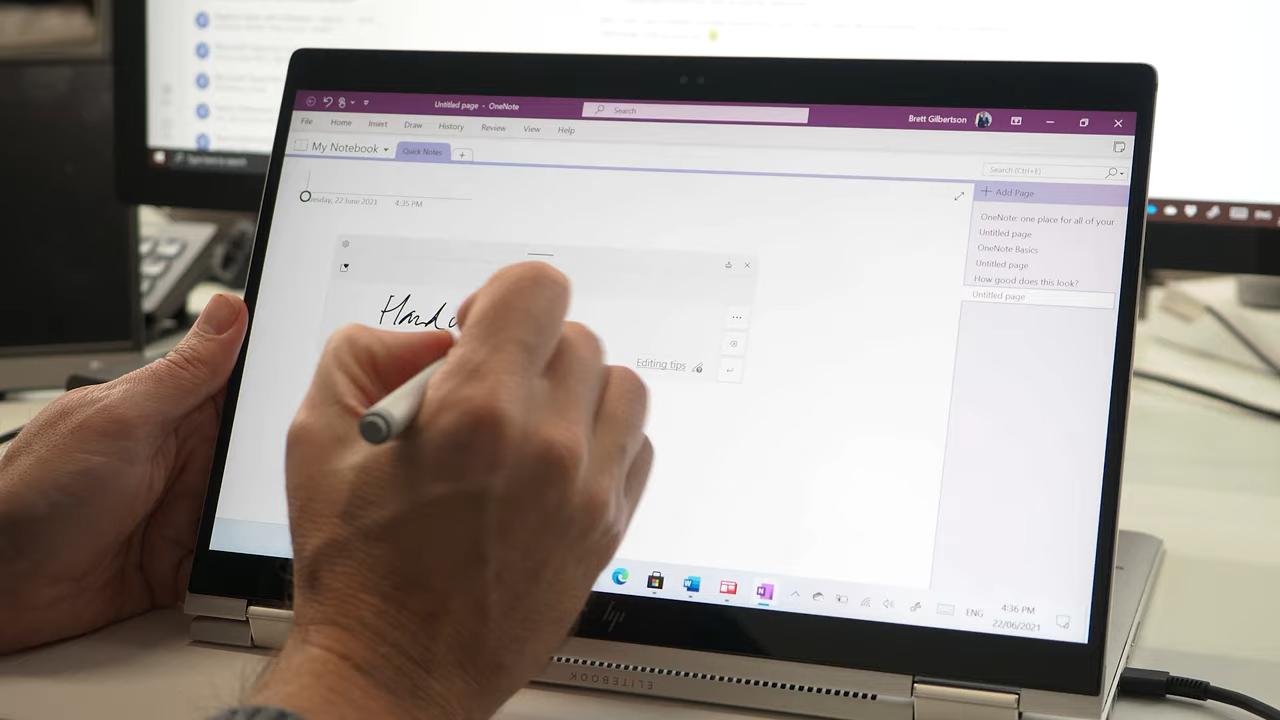 Untitled page - OneNote
Search
Brett Gilbertson
File Home Insert Draw History Review View Help
My Notebook
Quick Notes
Search (Ctrl+E)
Add Page
22 June 2021 4:35 PM
OneNote: one place for all of your
Untitled page
OneNote Basics
Untitled page
How good does this look?
Untitled page
Editing tips
ENG
4:36 PM
22/06/2021
hp
ELITEBOOK
ENG